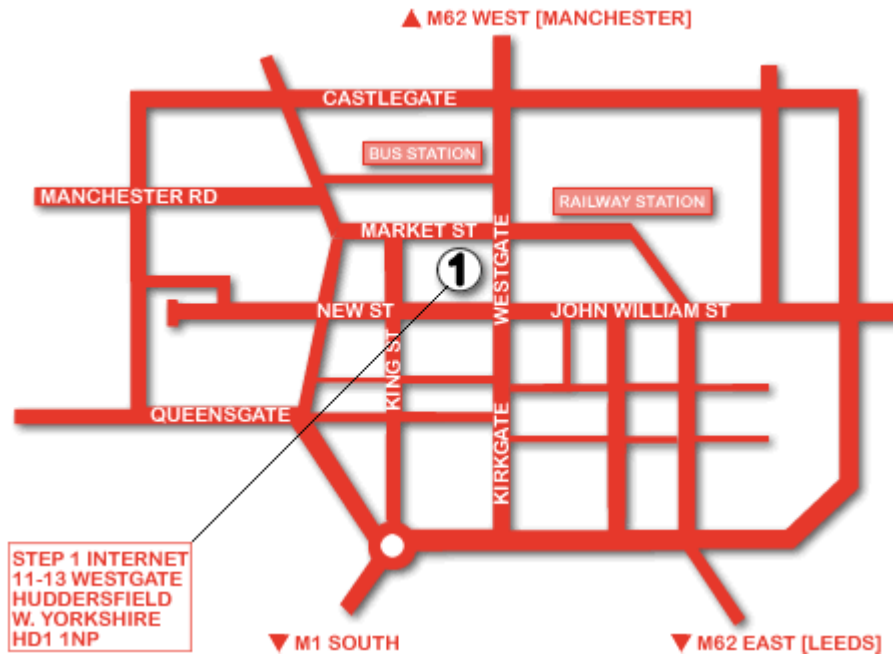 ▲ M62 WEST [MANCHESTER]
CASTLEGATE
BUS STATION
MANCHESTER RD
RAILWAY STATION
MARKET ST
WESTGATE
1
NEW ST
JOHN WILLIAM ST
KING ST
QUEENSGATE
KIRKGATE
STEP 1 INTERNET
11-13 WESTGATE
HUDDERSFIELD
W. YORKSHIRE
HD1 1NP
▼ M1 SOUTH
▼ M62 EAST [LEEDS]